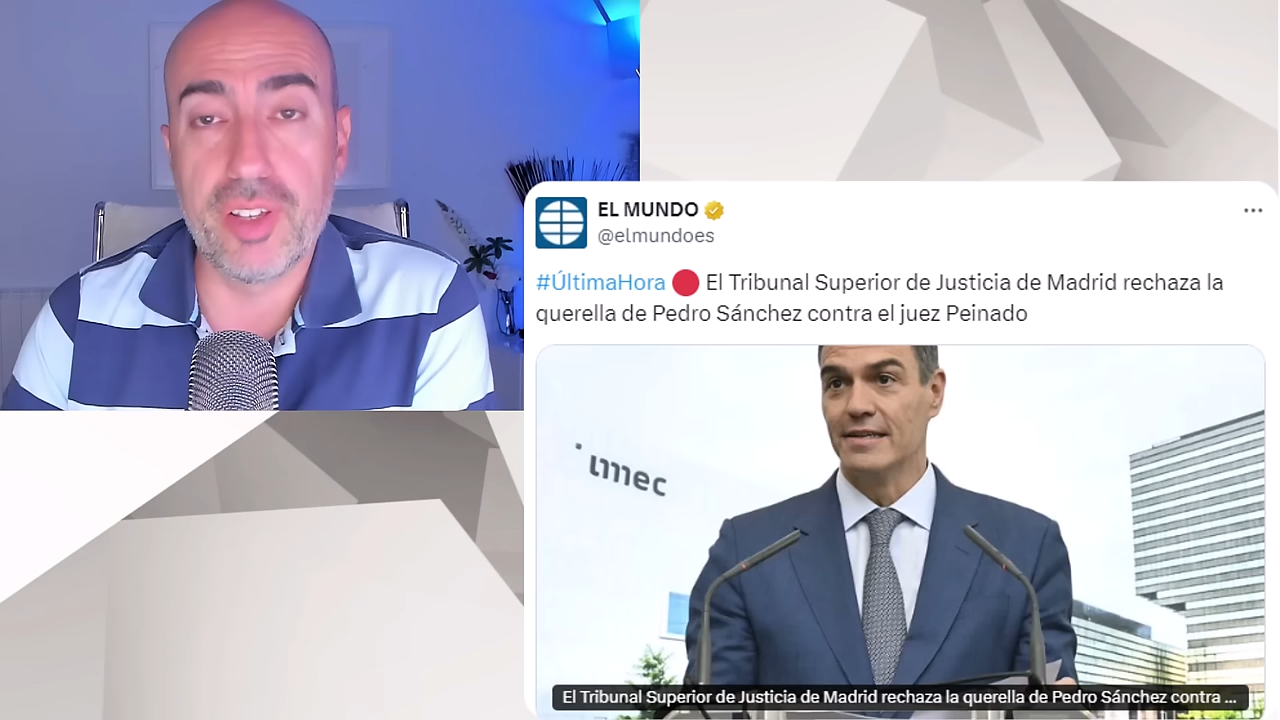 EL MUNDO
@elmundoes
#ÚltimaHora 🔴 El Tribunal Superior de Justicia de Madrid rechaza la
querella de Pedro Sánchez contra el juez Peinado
imec
El Tribunal Superior de Justicia de Madrid rechaza la querella de Pedro Sánchez contra ...